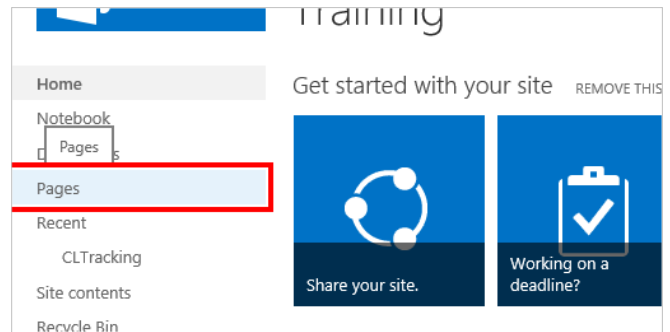 Training
Home
Get started with your site REMOVE THIS
Notebook
Pages
Pages
Recent
CLTracking
Site contents
Recycle Bin
Share your site.
Working on a
deadline?